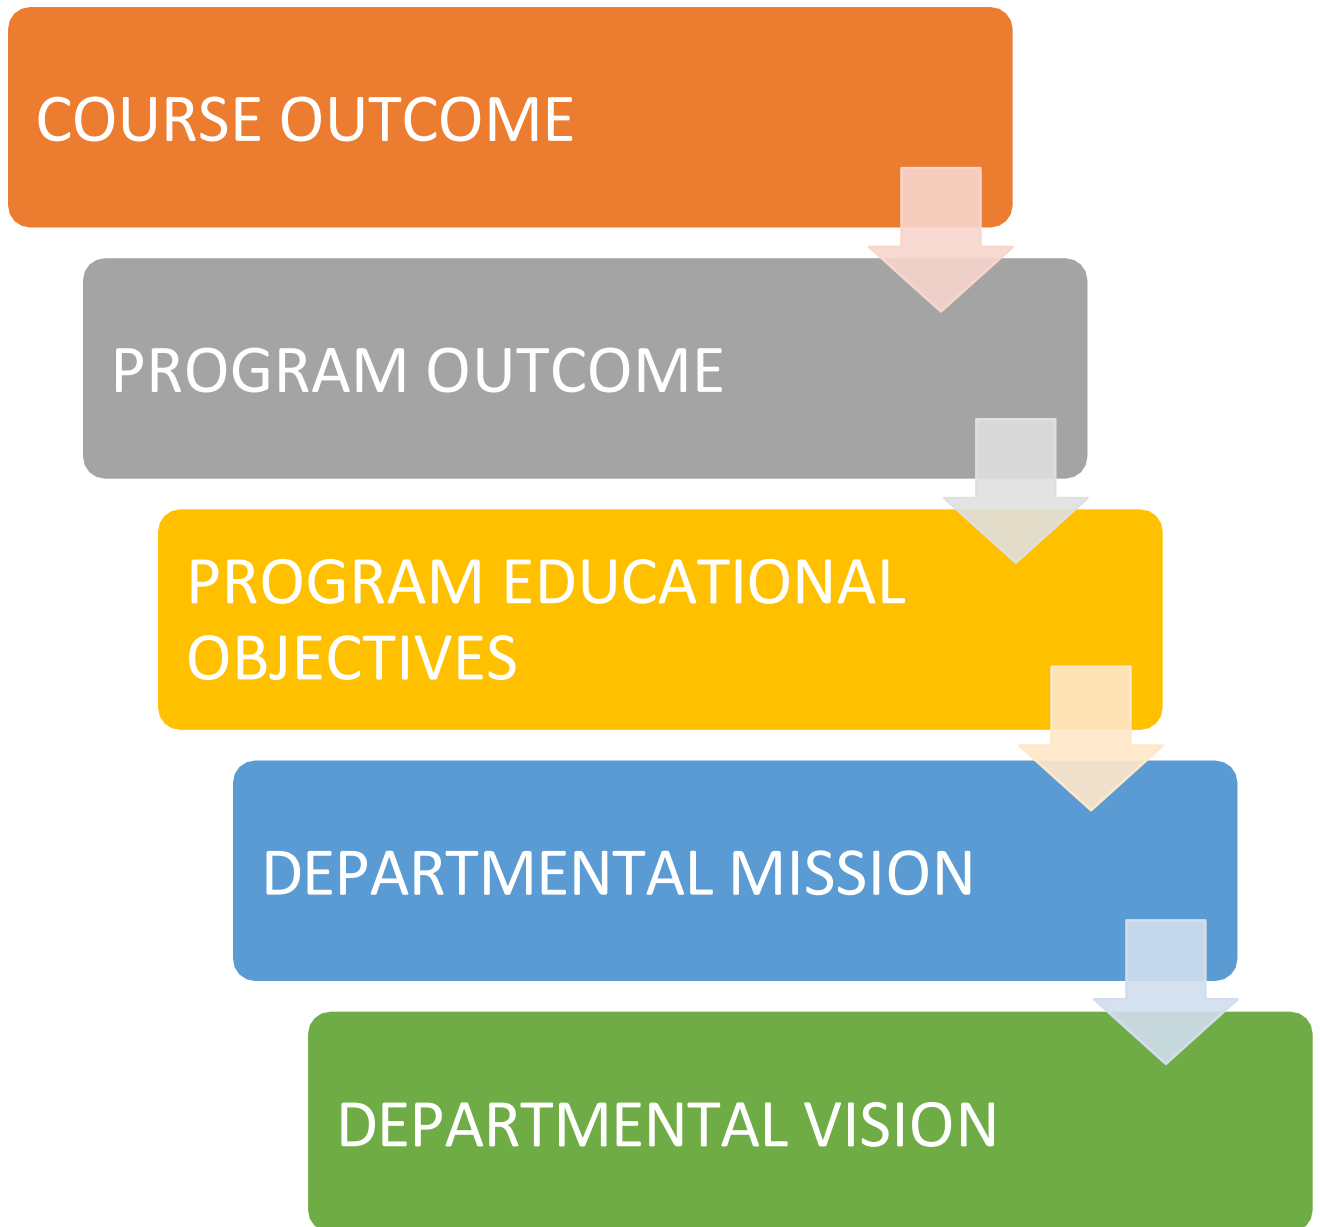 COURSE OUTCOME
PROGRAM OUTCOME
PROGRAM EDUCATIONAL
OBJECTIVES
DEPARTMENTAL MISSION
DEPARTMENTAL VISION